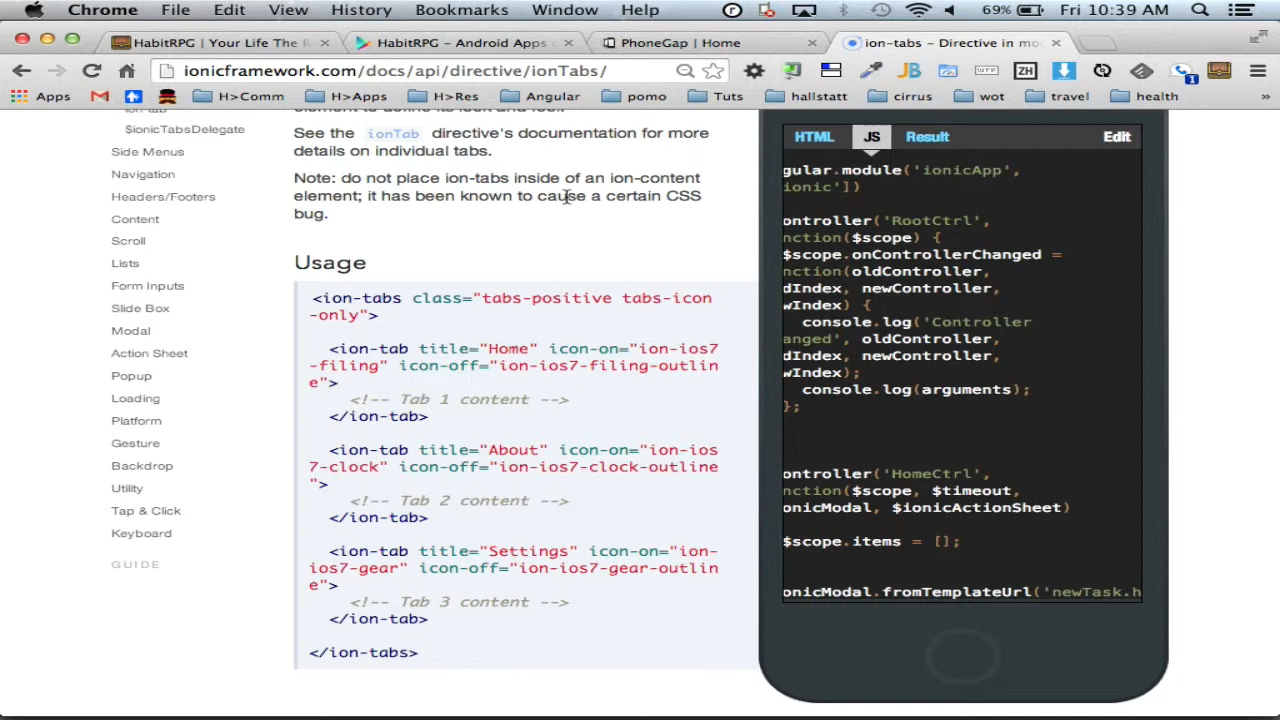 Chrome File Edit View History Bookmarks Window Help 69% Fri 10:39 AM
HabitRPG | Your Life The R
HabitRPG - Android Apps
PhoneGap | Home
ion-tabs - Directive in mo
ionicframework.com/docs/api/directive/ionTabs/
Apps H>Comm H>Apps H>Res Angular pomo Tuts hallstatt cirrus wot travel health »
$ionicTabsDelegate
Side Menus
Navigation
Headers/Footers
Content
Scroll
Lists
Form Inputs
Slide Box
Modal
Action Sheet
Popup
Loading
Platform
Gesture
Backdrop
Utility
Tap & Click
Keyboard
GUIDE
See the ionTab directive's documentation for more
details on individual tabs.
Note: do not place ion-tabs inside of an ion-content
element; it has been known to cause a certain CSS
bug.
Usage
<ion-tabs class="tabs-positive tabs-icon
-only">
<ion-tab title="Home" icon-on="ion-ios7
-filing" icon-off="ion-ios7-filing-outlin
e">
<!-- Tab 1 content -->
</ion-tab>
<ion-tab title="About" icon-on="ion-ios
7-clock" icon-off="ion-ios7-clock-outline
">
<!-- Tab 2 content -->
</ion-tab>
<ion-tab title="Settings" icon-on="ion-
ios7-gear" icon-off="ion-ios7-gear-outlin
e">
<!-- Tab 3 content -->
</ion-tab>
</ion-tabs>
HTML JS Result Edit
gular.module('ionicApp',
ionic'])
ontroller('RootCtrl',
nction($scope) {
$scope.onControllerChanged =
nction(oldController,
dIndex, newController,
wIndex) {
console.log('Controller
anged', oldController,
dIndex, newController,
wIndex);
console.log(arguments);
};
ontroller('HomeCtrl',
nction($scope, $timeout,
onicModal, $ionicActionSheet)
$scope.items = [];
onicModal.fromTemplateUrl('newTask.h